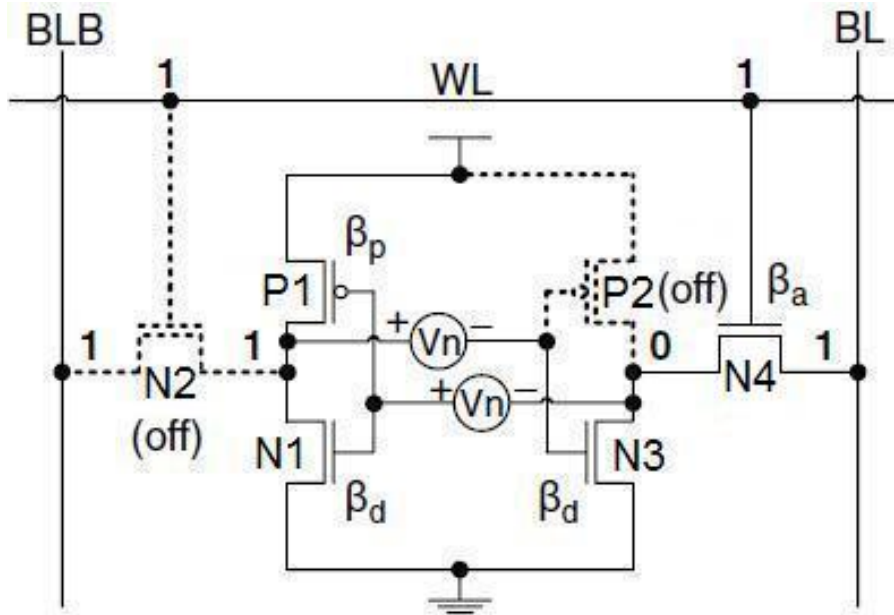 BLB BL
1 WL 1
βp
P1 P2 (off) βa
+ Vn −
1 1 0 1
N2 N4
+ Vn −
(off) N1 N3
βd βd